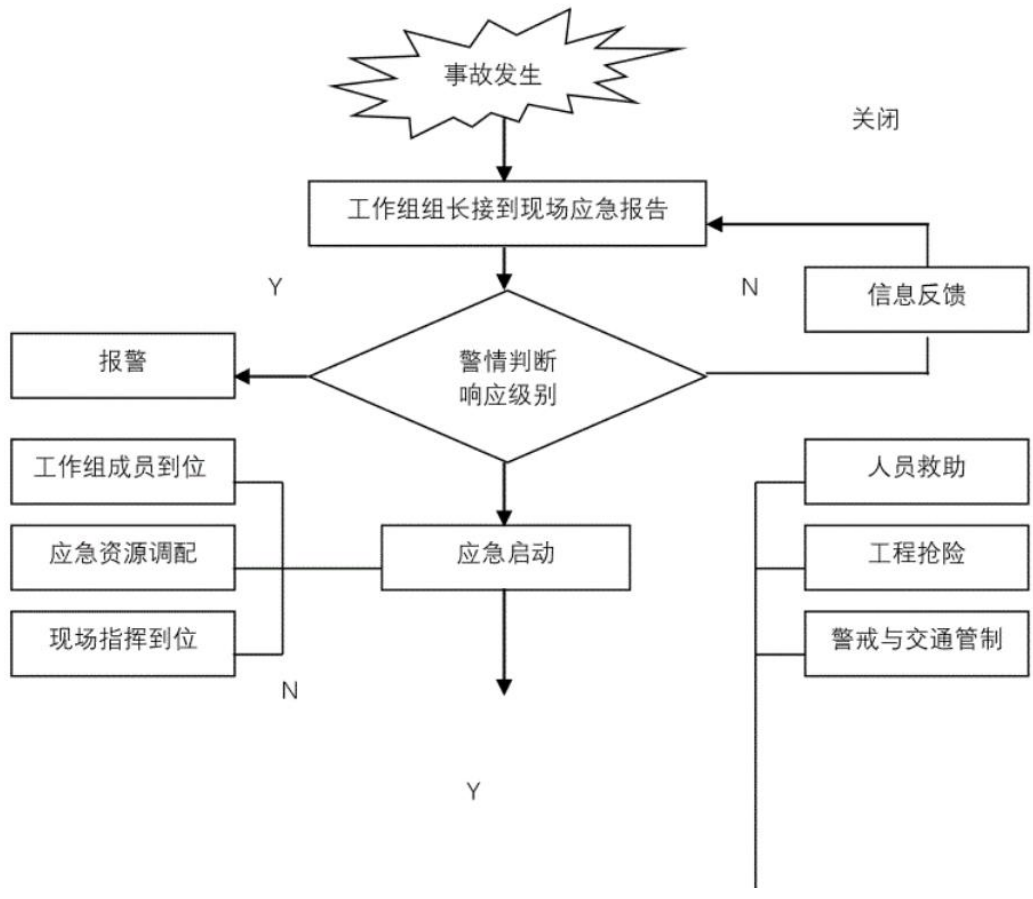 事故发生
关闭
工作组组长接到现场应急报告
Y
N
信息反馈
报警
警情判断
响应级别
工作组成员到位
人员救助
应急资源调配
应急启动
工程抢险
现场指挥到位
警戒与交通管制
N
Y